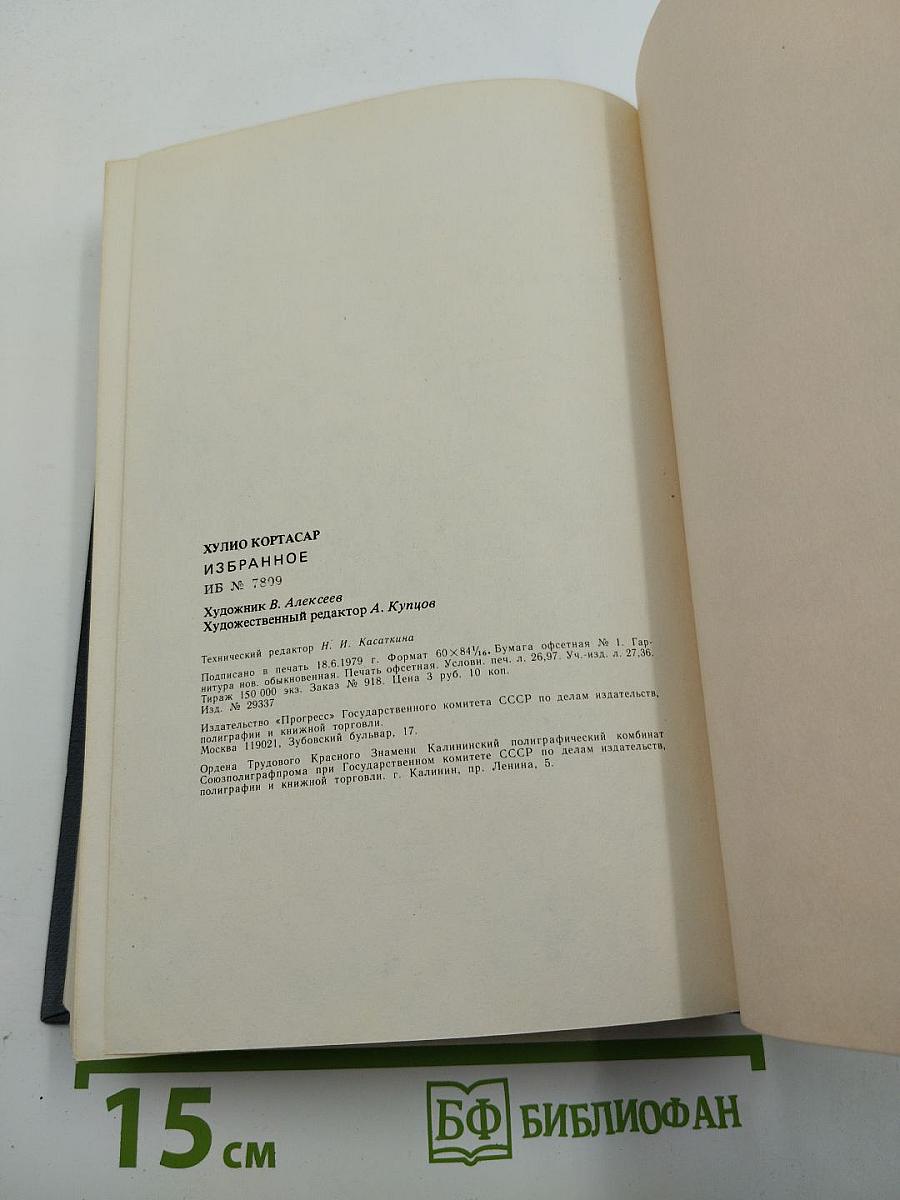 ХУЛИО КОРТАСАР
ИЗБРАННОЕ
ИБ № 7809
Художник В. Алексеев
Художественный редактор А. Купцов
Технический редактор Н. И. Касаткина
Подписано в печать 18.6.1979 г. Формат 60×84 1/16. Бумага офсетная № 1. Гар-
нитура нов. обыкновенная. Печать офсетная. Условн. печ. л. 26,97. Уч.-изд. л. 27,36.
Тираж 150 000 экз. Заказ № 918. Цена 3 руб. 10 коп.
Изд. № 29337
Издательство «Прогресс» Государственного комитета СССР по делам издательств,
полиграфии и книжной торговли.
Москва 119021, Зубовский бульвар, 17.
Ордена Трудового Красного Знамени Калининский полиграфический комбинат
Союзполиграфпрома при Государственном комитете СССР по делам издательств,
полиграфии и книжной торговли. г. Калинин, пр. Ленина, 5.
15 см
БФ БИБЛИОФАН